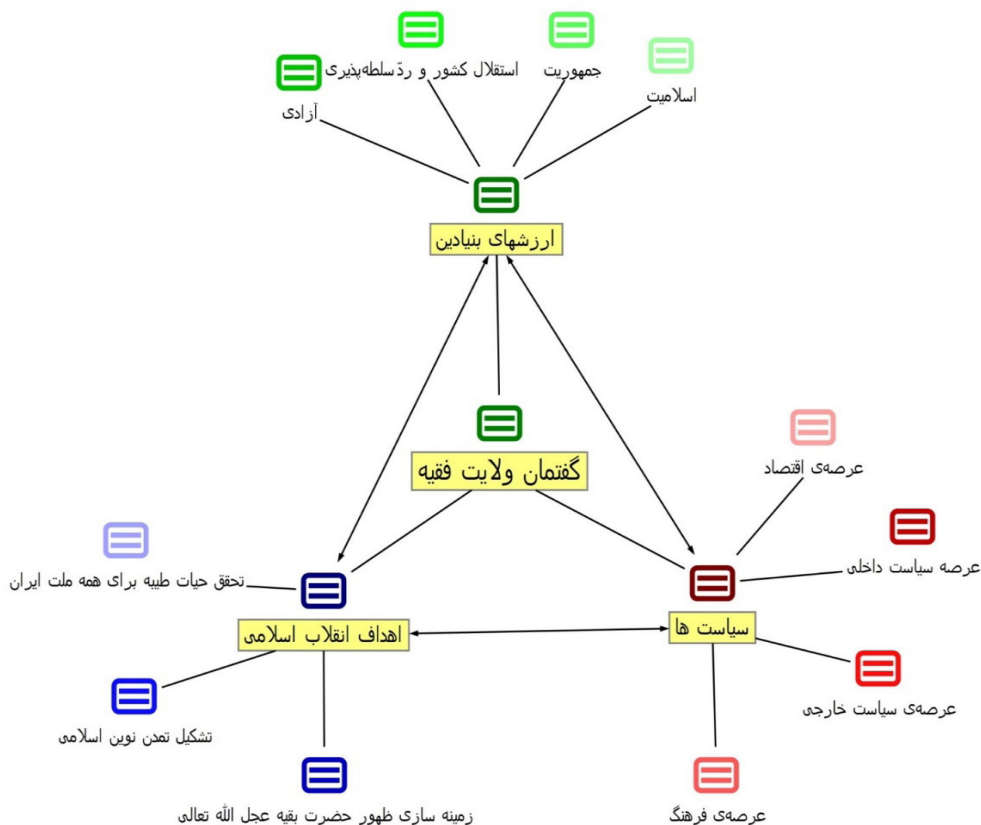 اسلامیت
جمهوریت
استقلال کشور و ردّ سلطه‌پذیری
آزادی
ارزشهای بنیادین
گفتمان ولایت فقیه
عرصه‌ی اقتصاد
عرصه سیاست داخلی
تحقق حیات طیبه برای همه ملت ایران
سیاست ها
اهداف انقلاب اسلامی
عرصه‌ی سیاست خارجی
تشکیل تمدن نوین اسلامی
عرصه‌ی فرهنگ
زمینه سازی ظهور حضرت بقیه عجل الله تعالی